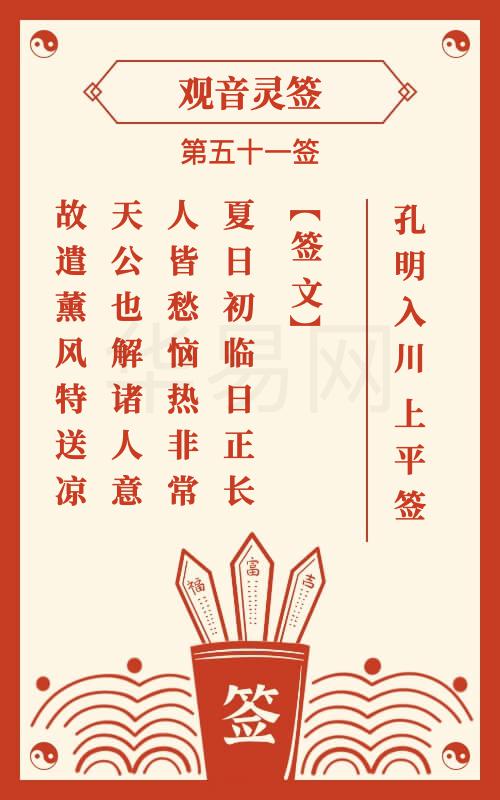 观音灵签
第五十一签
孔明入川 上平签
【签文】
夏日初临日正长
人皆愁恼热非常
天公也解诸人意
故遣薰风特送凉
华易网
福
富
吉
签